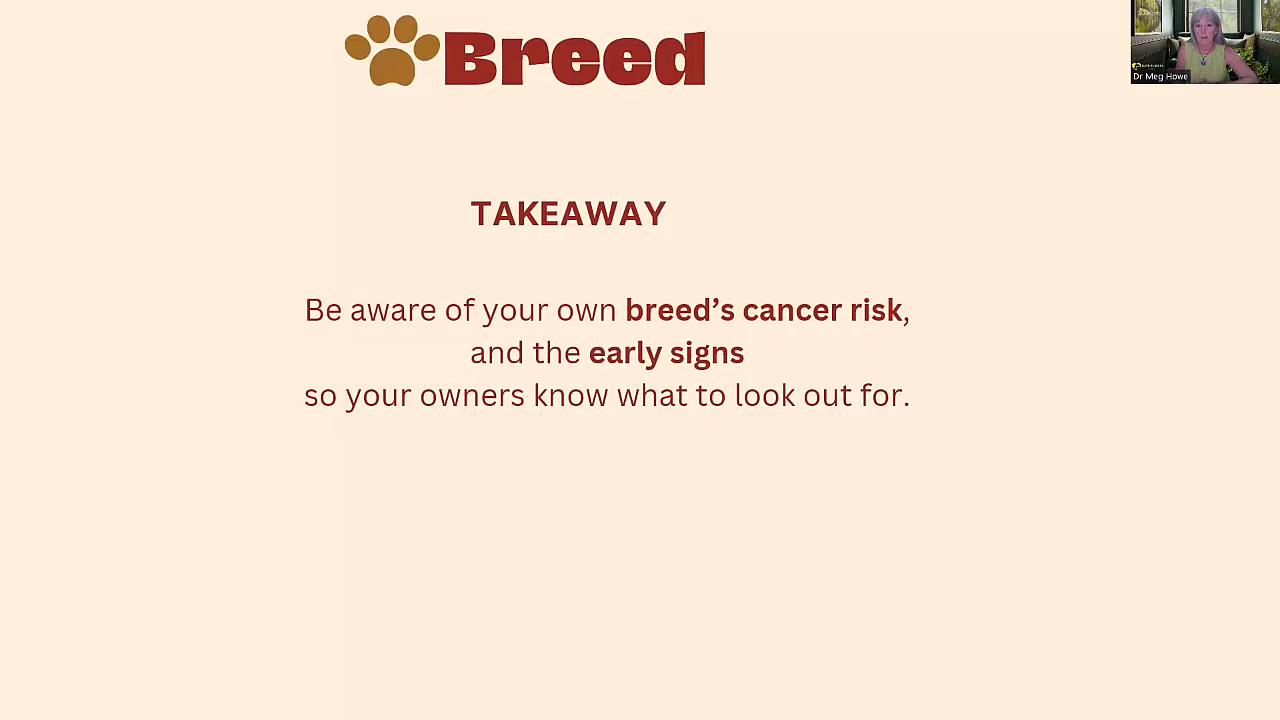 Breed
TAKEAWAY
Be aware of your own breed’s cancer risk,
and the early signs
so your owners know what to look out for.
Dr Meg Howe